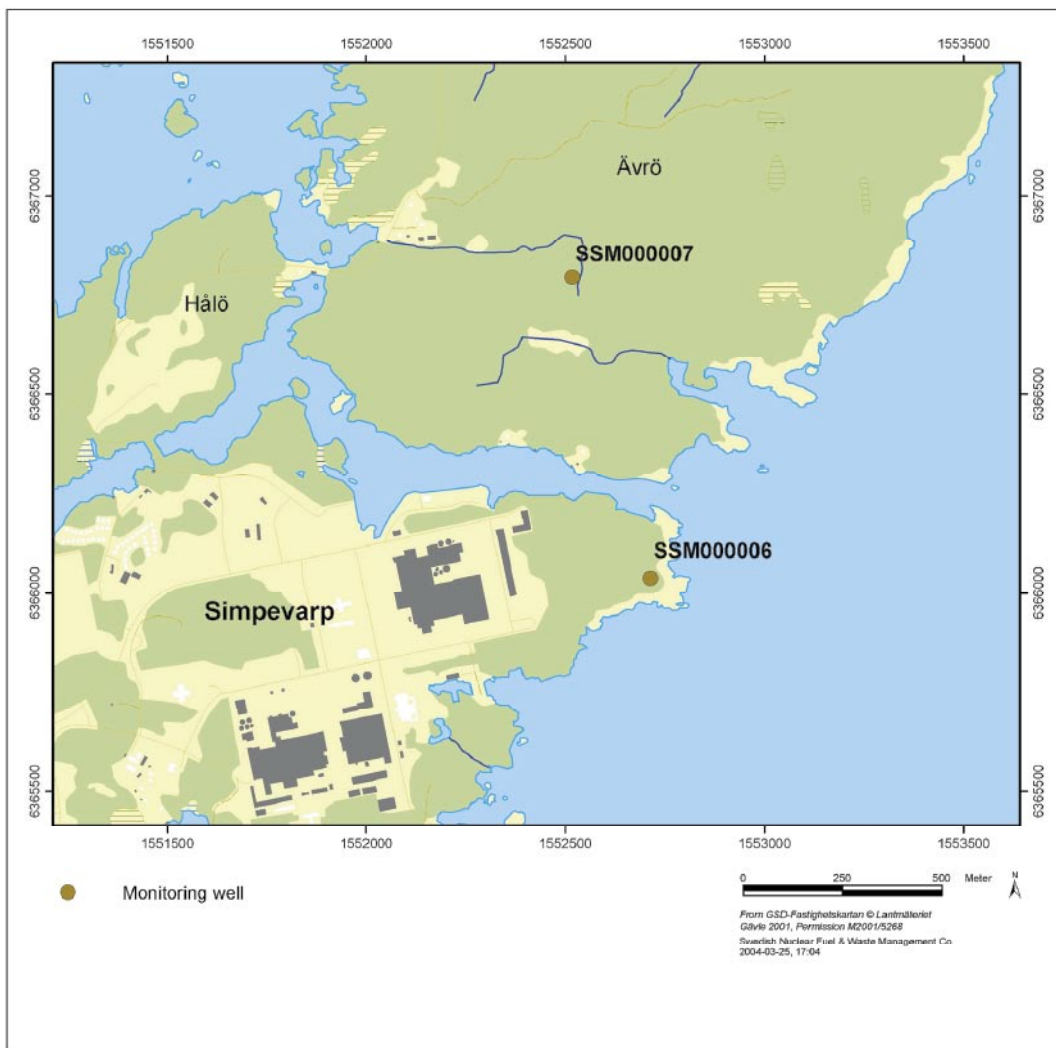 1551500 1552000 1552500 1553000 1553500
6367000 6367000
Ävrö
SSM000007
Hålö
6366500 6366500
SSM000006
6366000 6366000
Simpevarp
6365500 6365500
1551500 1552000 1552500 1553000 1553500
Monitoring well
0 250 500 Meter N
From GSD-Fastighetskartan © Lantmäteriet
Gävle 2001, Permission M2001/5268
Swedish Nuclear Fuel & Waste Management Co
2004-03-25, 17:04